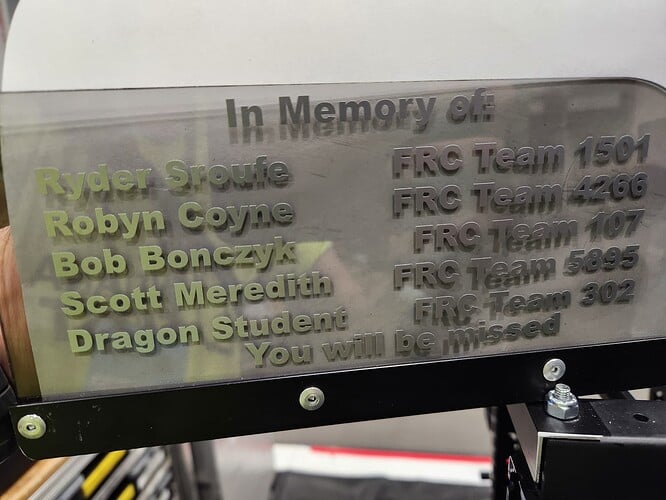 In Memory of:
Ryder Sroufe FRC Team 1501
Robyn Coyne FRC Team 4266
Bob Bonczyk FRC Team 107
Scott Meredith FRC Team 5895
Dragon Student FRC Team 302
You will be missed